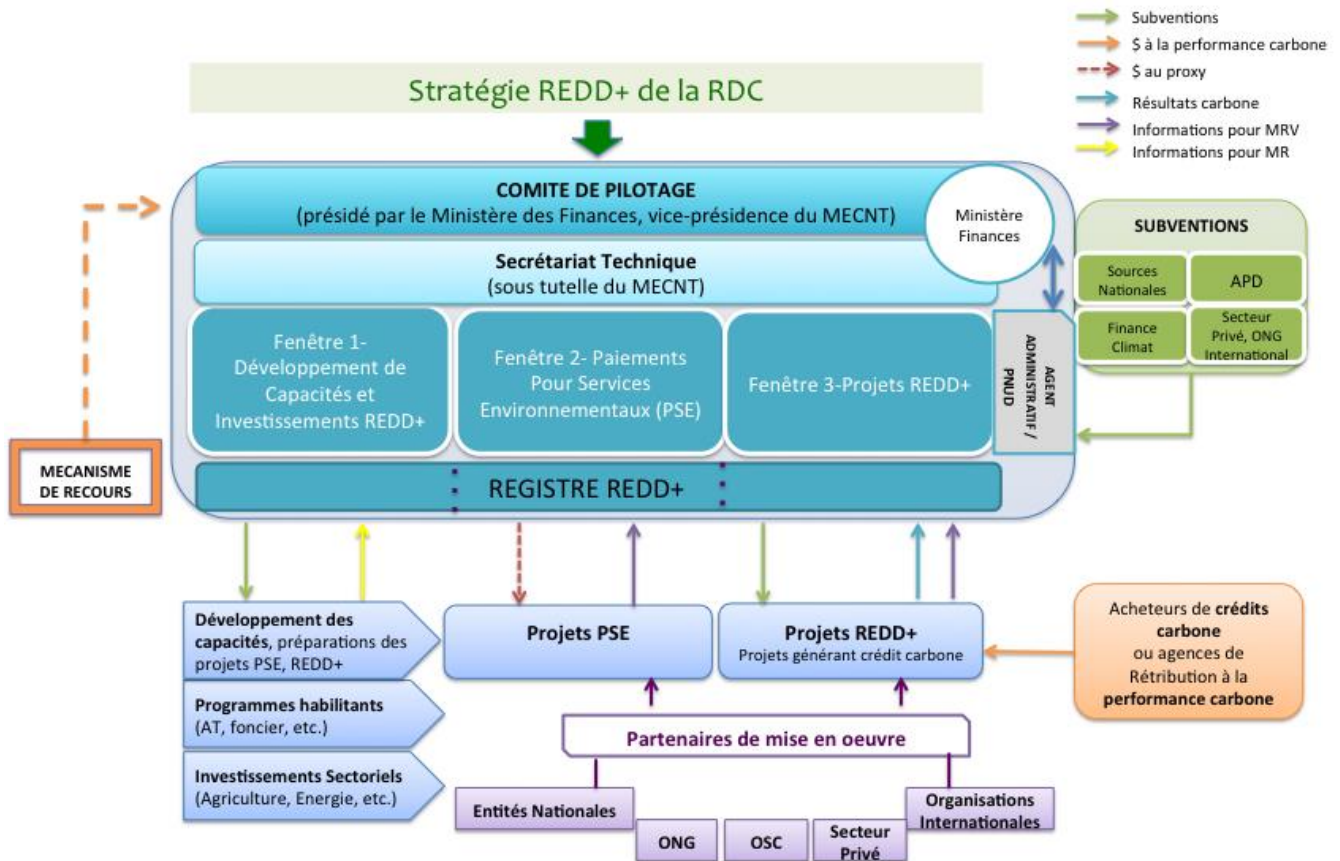 Subventions
$ à la performance carbone
$ au proxy
Résultats carbone
Informations pour MRV
Informations pour MR
Stratégie REDD+ de la RDC
COMITE DE PILOTAGE
(présidé par le Ministère des Finances, vice-présidence du MECNT)
Ministère
Finances
Secrétariat Technique
(sous tutelle du MECNT)
SUBVENTIONS
Sources
Nationales
APD
Finance
Climat
Secteur
Privé, ONG
International
Fenêtre 1-
Développement de
Capacités et
Investissements REDD+
Fenêtre 2- Paiements
Pour Services
Environnementaux (PSE)
Fenêtre 3-Projets REDD+
AGENT
ADMINISTRATIF /
PNUD
MECANISME
DE RECOURS
REGISTRE REDD+
Développement des
capacités, préparations des
projets PSE, REDD+
Programmes habilitants
(AT, foncier, etc.)
Investissements Sectoriels
(Agriculture, Energie, etc.)
Projets PSE
Projets REDD+
Projets générant crédit carbone
Acheteurs de crédits
carbone
ou agences de
Rétribution à la
performance carbone
Partenaires de mise en oeuvre
Entités Nationales
ONG
OSC
Secteur
Privé
Organisations
Internationales